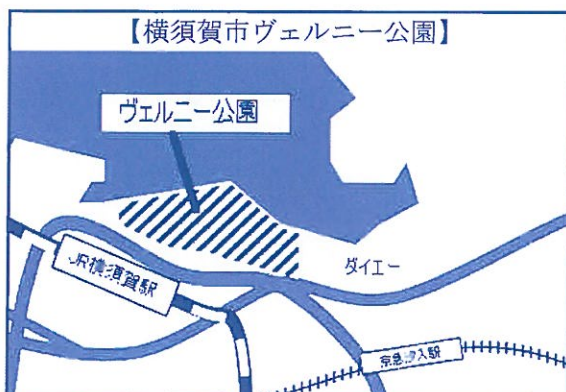 【横須賀市ヴェルニー公園】
ヴェルニー公園
JR横須賀駅
ダイエー
京急汐入駅